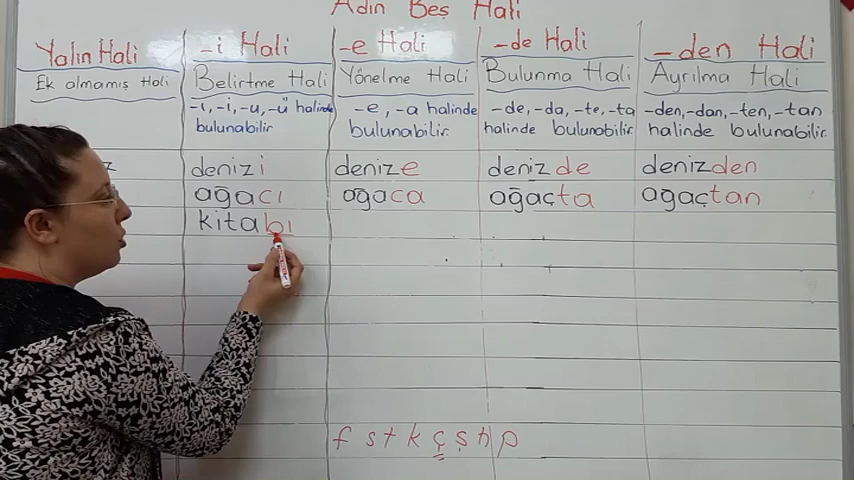 Adın Beş Hali
Yalın Hali -i Hali -e Hali -de Hali -den Hali
Ek almamış Hali Belirtme Hali Yönelme Hali Bulunma Hali Ayrılma Hali
-ı, -i, -u, -ü halinde -e, -a halinde -de, -da, -te, -ta -den, -dan, -ten, -tan
bulunabilir bulunabilir. halinde bulunabilir. halinde bulunabilir.
denizi denize denizde denizden
ağacı ağaca ağaçta ağaçtan
kitabı
f s t k ç ş h p